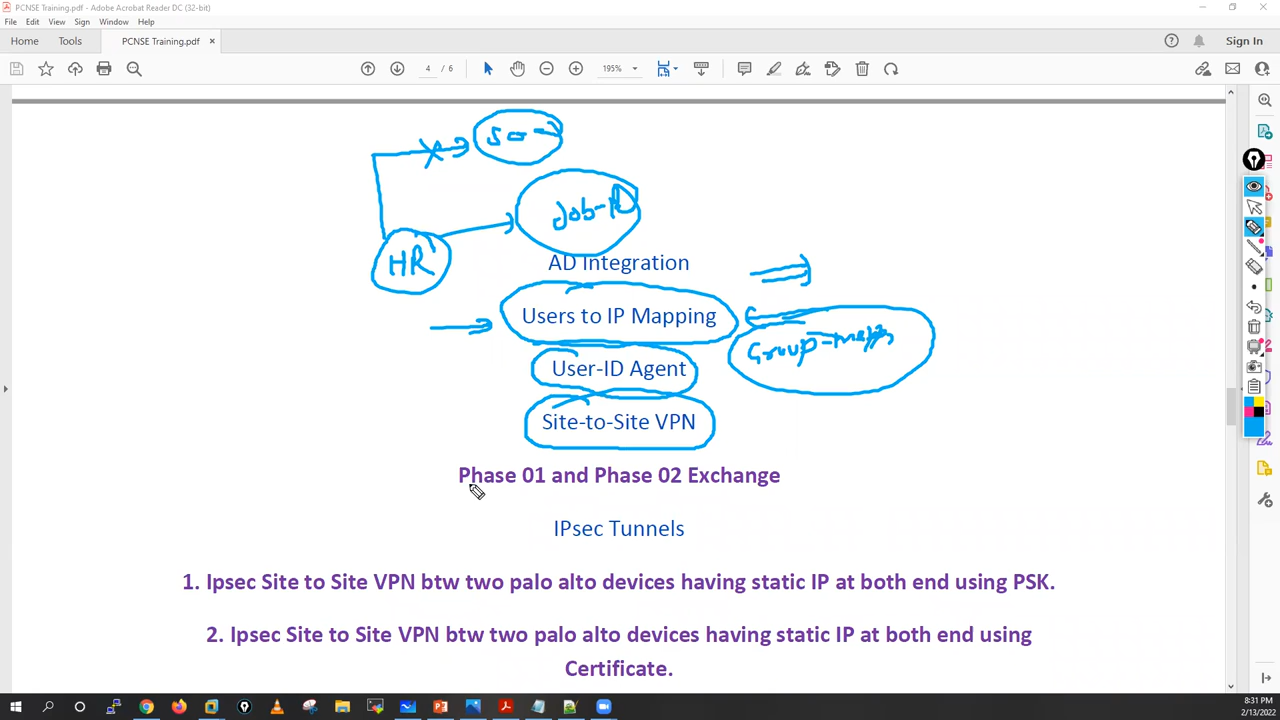 PCNSE Training.pdf - Adobe Acrobat Reader DC (32-bit)
File Edit View Sign Window Help
Home Tools PCNSE Training.pdf × Sign In
4 / 6 195%
Job-
HR
AD Integration
Users to IP Mapping
Group-
User-ID Agent
Site-to-Site VPN
Phase 01 and Phase 02 Exchange
IPsec Tunnels
1. Ipsec Site to Site VPN btw two palo alto devices having static IP at both end using PSK.
2. Ipsec Site to Site VPN btw two palo alto devices having static IP at both end using
Certificate.
8:31 PM
2/13/2022